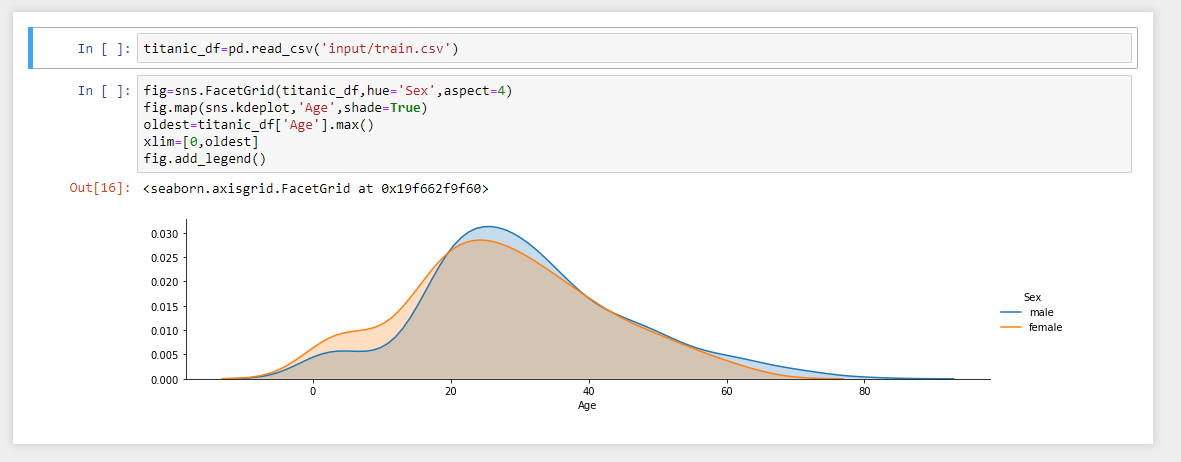 In [ ]: titanic_df=pd.read_csv('input/train.csv')
In [ ]: fig=sns.FacetGrid(titanic_df,hue='Sex',aspect=4)
fig.map(sns.kdeplot,'Age',shade=True)
oldest=titanic_df['Age'].max()
xlim=[0,oldest]
fig.add_legend()
Out[16]: <seaborn.axisgrid.FacetGrid at 0x19f662f9f60>
0.030
0.025
0.020
0.015
0.010
0.005
0.000
0 20 40 60 80
Age
Sex
male
female